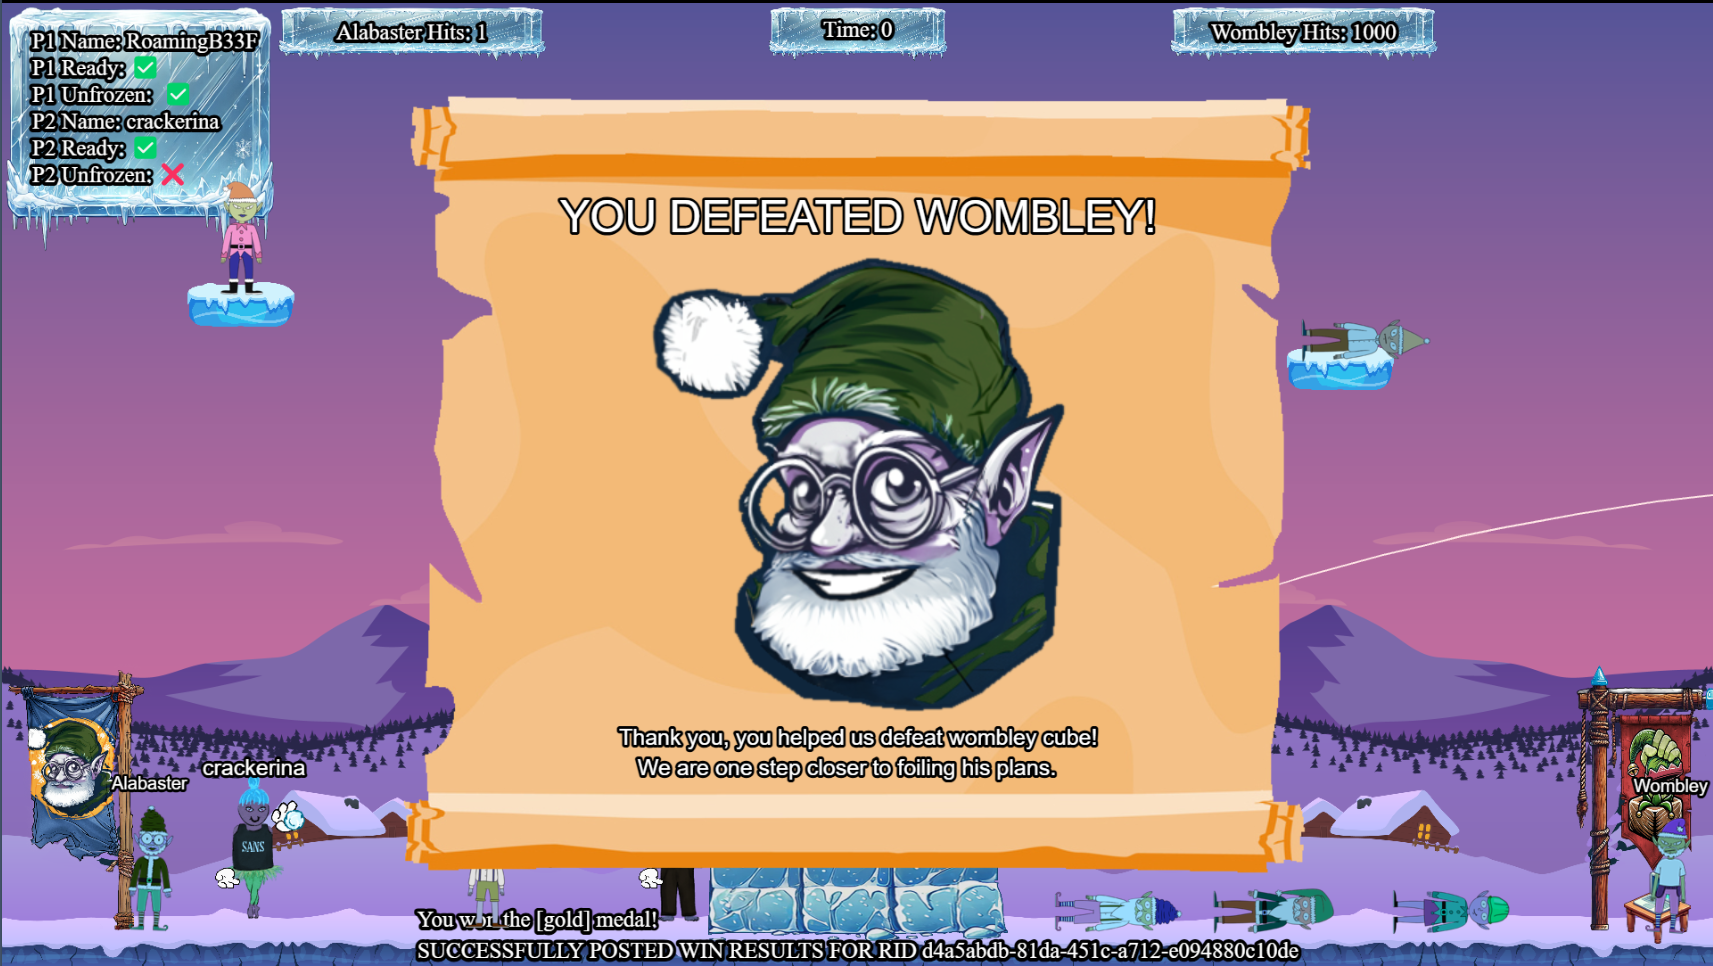 P1 Name: RoamingB33F
P1 Ready: ✅
P1 Unfrozen: ✅
P2 Name: crackerina
P2 Ready: ✅
P2 Unfrozen: ❌
Alabaster Hits: 1
Time: 0
Wombley Hits: 1000
YOU DEFEATED WOMBLEY!
Thank you, you helped us defeat wombley cube!
We are one step closer to foiling his plans.
Alabaster
crackerina
SANS
Wombley
You won the [gold] medal!
SUCCESSFULLY POSTED WIN RESULTS FOR RID d4a5abdb-81da-451c-a712-e094880c10de